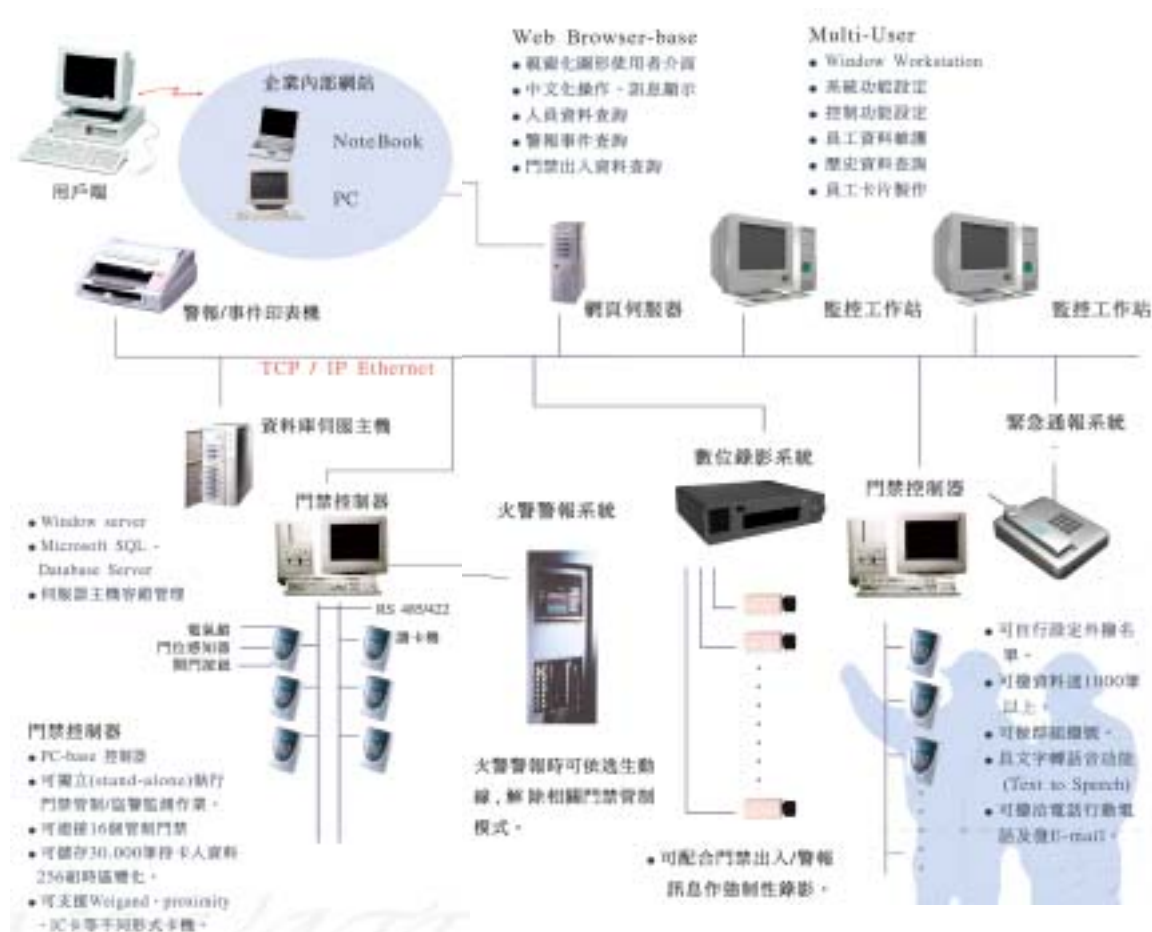 Web Browser-base
● 視窗化圖形使用者介面
● 中文化操作、訊息顯示
● 人員資料查詢
● 警報事件查詢
● 門禁出入資料查詢
Multi-User
● Window Workstation
● 系統功能設定
● 控制功能設定
● 員工資料維護
● 歷史資料查詢
● 員工卡片製作
企業內部網站
NoteBook
PC
用戶端
警報/事件印表機
網頁伺服器
監控工作站
監控工作站
TCP / IP Ethernet
資料庫伺服主機
● Window server
● Microsoft SQL -
Database Server
● 伺服器主機容錯管理
門禁控制器
火警警報系統
數位錄影系統
門禁控制器
緊急通報系統
RS 485/422
電氣鎖
門位感知器
開門按鈕
讀卡機
門禁控制器
● PC-base 控制器
● 可獨立(stand-alone)執行
門禁管制/盜警監測作業。
● 可連接16個管制門禁
● 可儲存30,000筆持卡人資料
256組時區變化。
● 可支援Weigand、proximity
、IC卡等不同形式卡機。
火警警報時可依逃生動
線,解除相關門禁管制
模式。
● 可配合門禁出入/警報
訊息作強制性錄影。
● 可自行設定外撥名
單。
● 可撥資料達1000筆
以上。
● 可按群組撥號。
● 具文字轉語音功能
(Text to Speech)
● 可撥洽電話行動電
話及發E-mail。